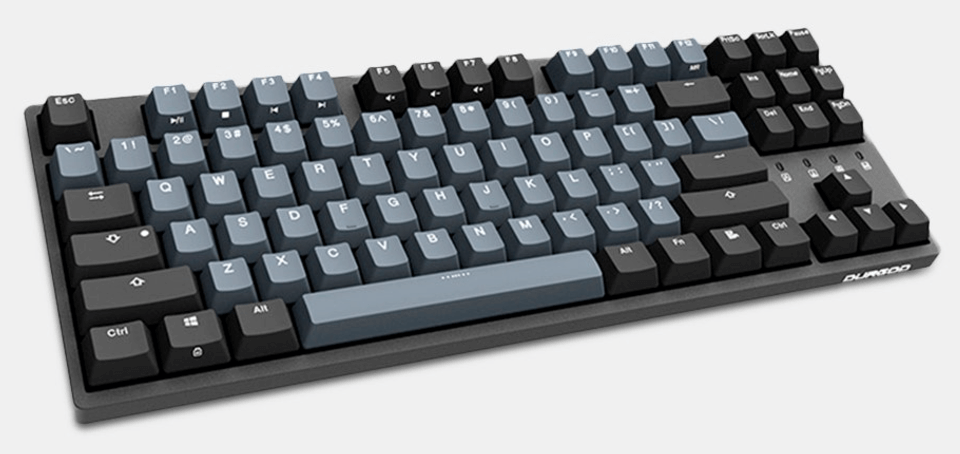 Esc F1 F2 F3 F4 F5 F6 F7 F8 F9 F10 F11 F12 PrtSc ScrLK Pause
` ~ 1! 2@ 3# 4$ 5% 6^ 7& 8* 9( 0) -_ =+ Ins Home PgUp
Q W E R T Y U I O P [{ ]} \| Del End PgDn
A S D F G H J K L ;: '"
Z X C V B N M ,< .> /?
Ctrl Alt Alt Fn Ctrl
DURGOD